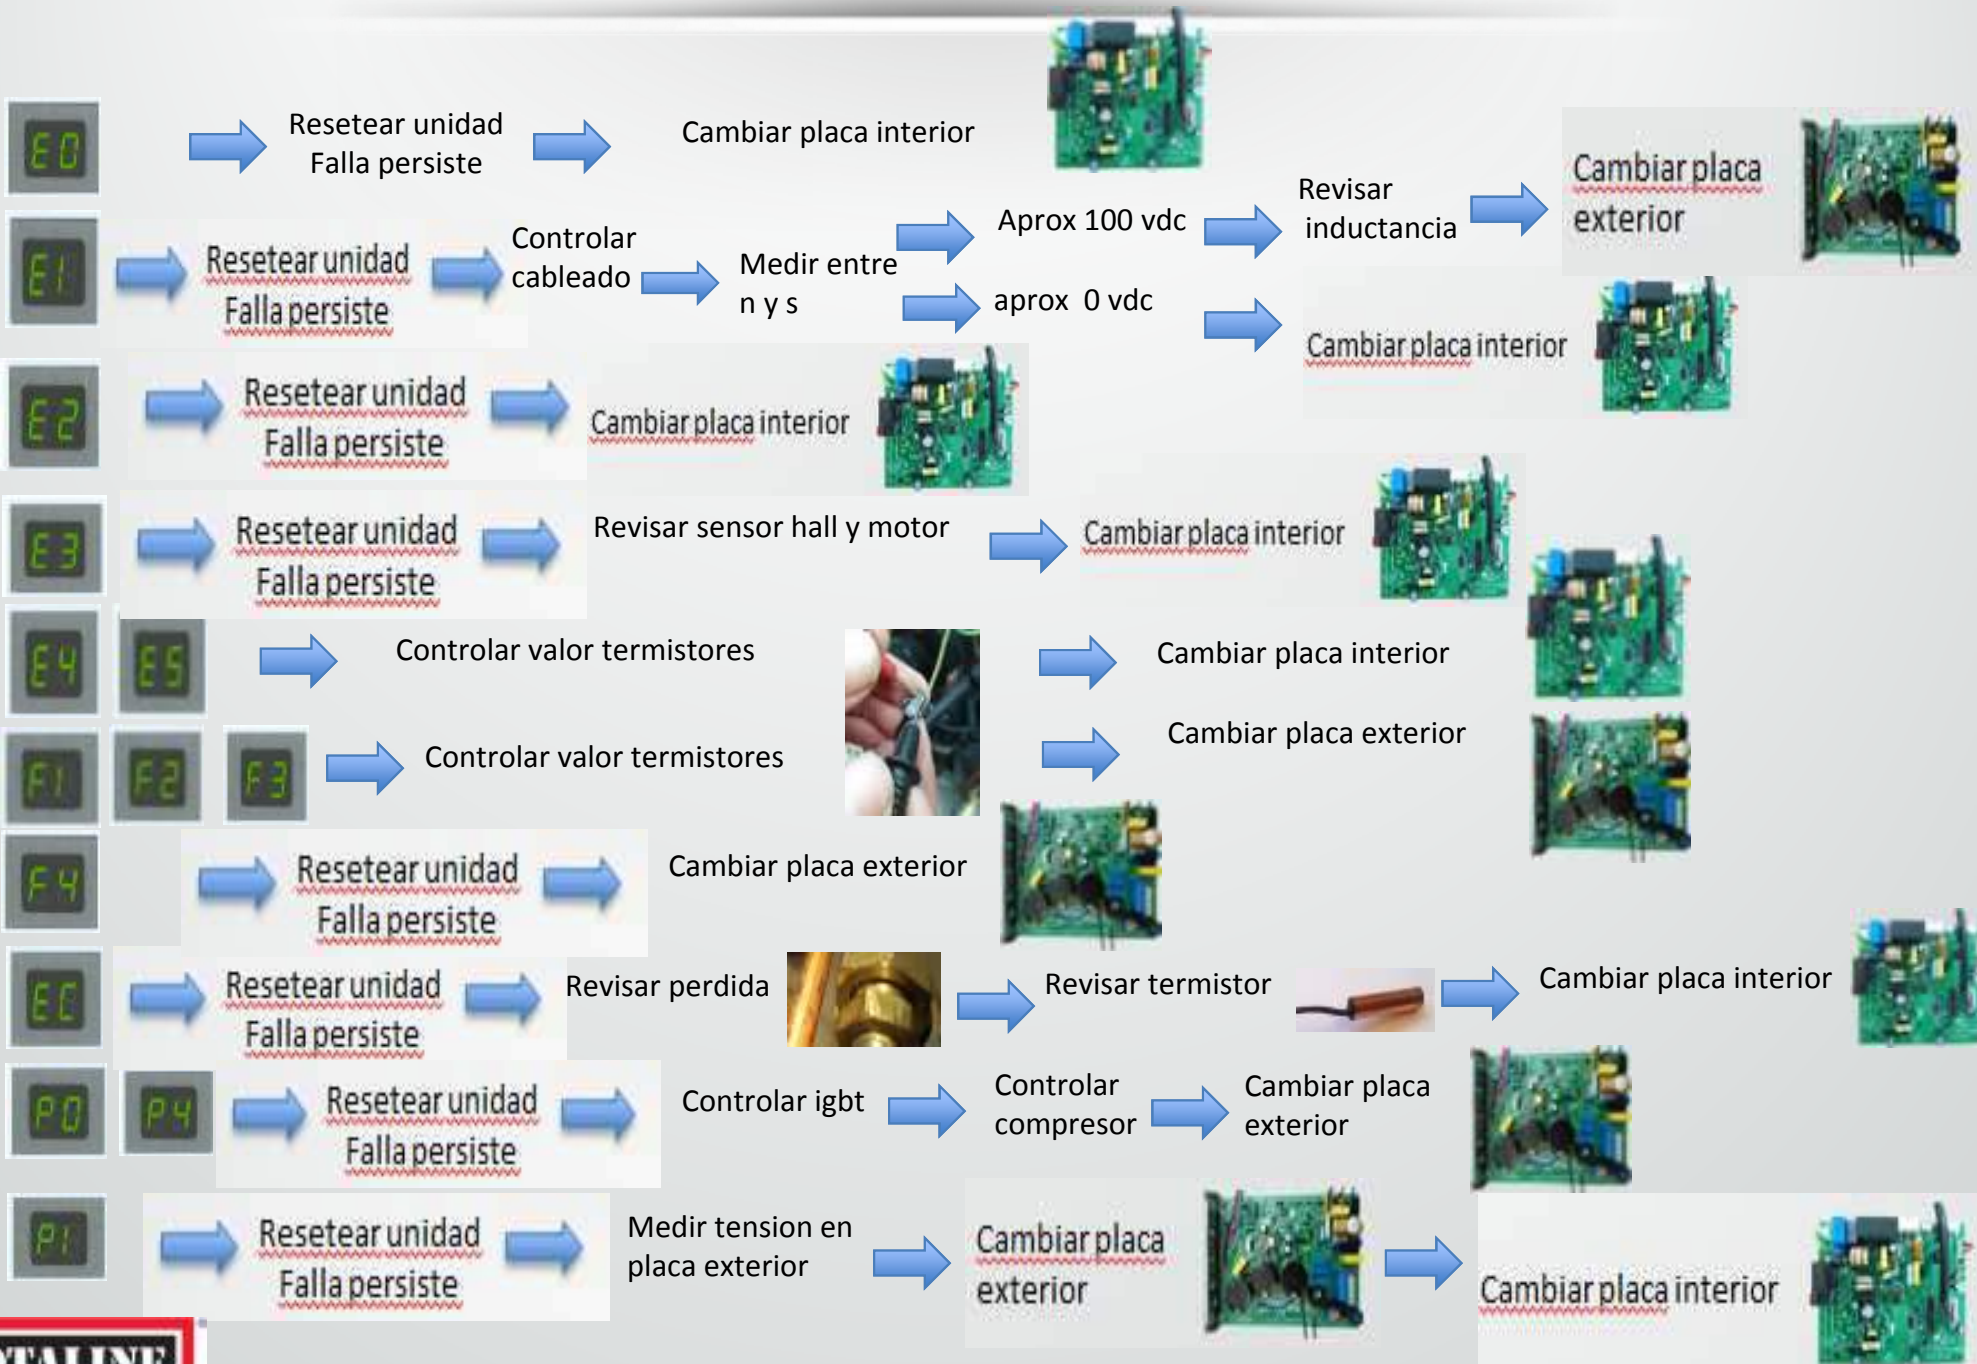 E0
Resetear unidad
Falla persiste
Cambiar placa interior
E1
Resetear unidad
Falla persiste
Controlar
cableado
Medir entre
n y s
Aprox 100 vdc
Revisar
inductancia
Cambiar placa
exterior
aprox 0 vdc
Cambiar placa interior
E2
Resetear unidad
Falla persiste
Cambiar placa interior
E3
Resetear unidad
Falla persiste
Revisar sensor hall y motor
Cambiar placa interior
E4 E5
Controlar valor termistores
Cambiar placa interior
F1 F2 F3
Controlar valor termistores
Cambiar placa exterior
F4
Resetear unidad
Falla persiste
Cambiar placa exterior
EC
Resetear unidad
Falla persiste
Revisar perdida
Revisar termistor
Cambiar placa interior
P0 P4
Resetear unidad
Falla persiste
Controlar igbt
Controlar
compresor
Cambiar placa
exterior
P1
Resetear unidad
Falla persiste
Medir tension en
placa exterior
Cambiar placa
exterior
Cambiar placa interior